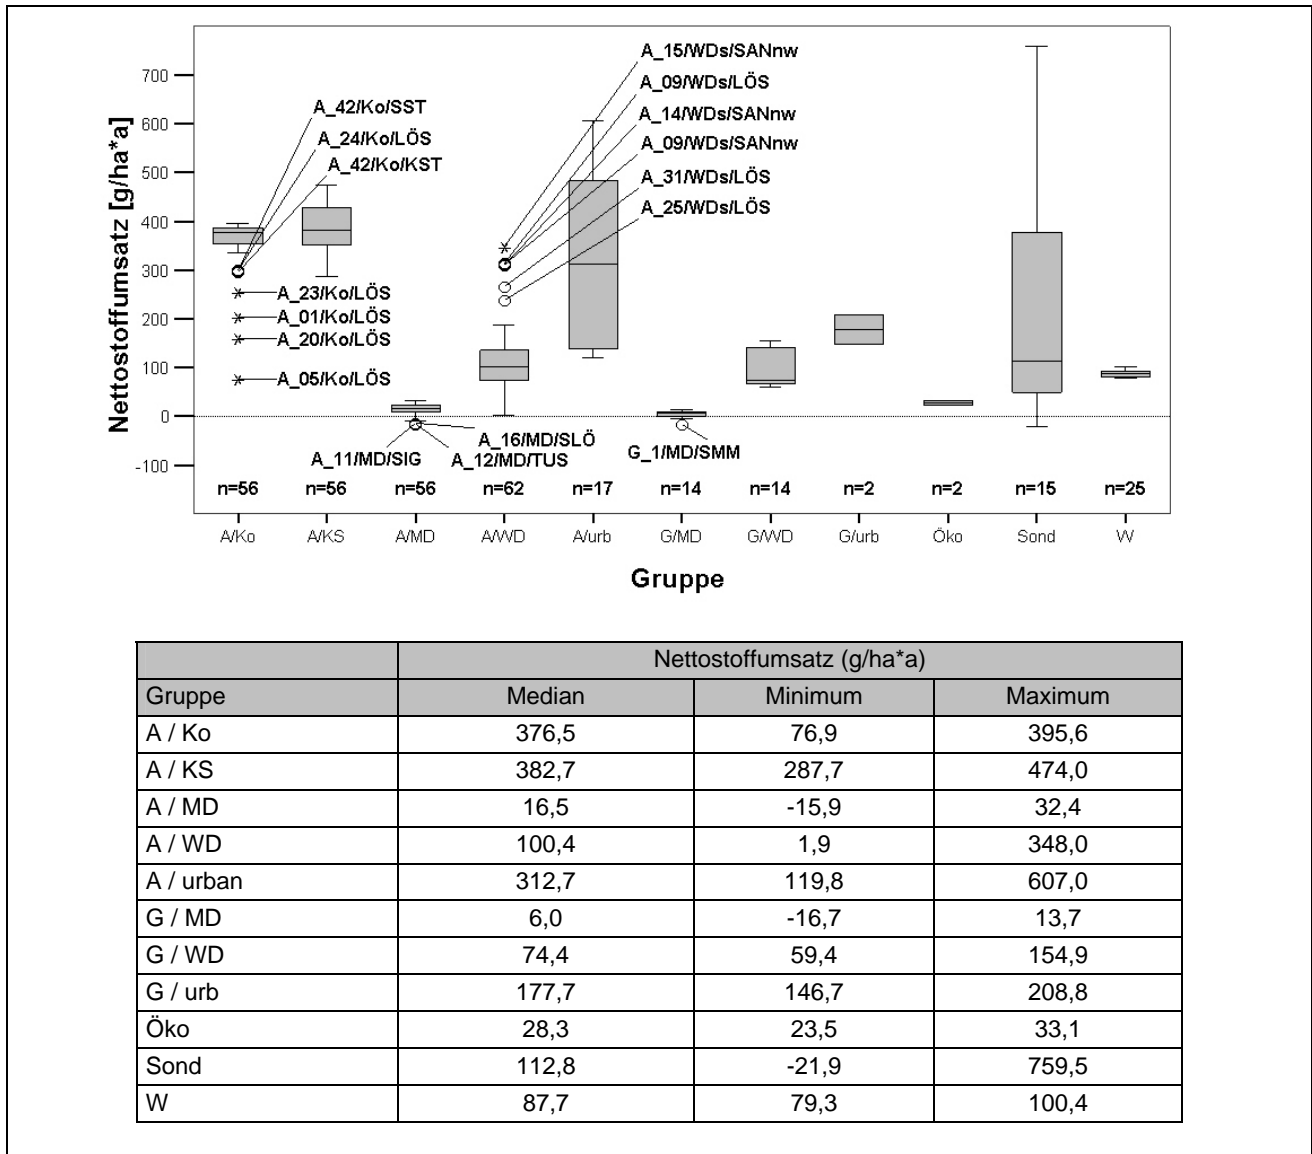 Nettostoffumsatz [g/ha*a]
700
600
500
400
300
200
100
0
-100
A_42/Ko/SST
A_24/Ko/LÖS
A_42/Ko/KST
A_23/Ko/LÖS
A_01/Ko/LÖS
A_20/Ko/LÖS
A_05/Ko/LÖS
A_11/MD/SIG
A_12/MD/TUS
A_16/MD/SLÖ
A_15/WDs/SANnw
A_09/WDs/LÖS
A_14/WDs/SANnw
A_09/WDs/SANnw
A_31/WDs/LÖS
A_25/WDs/LÖS
G_1/MD/SMM
n=56 n=56 n=56 n=62 n=17 n=14 n=14 n=2 n=2 n=15 n=25
A/Ko A/KS A/MD A/WD A/urb G/MD G/WD G/urb Öko Sond W
Gruppe
Nettostoffumsatz (g/ha*a)
Gruppe Median Minimum Maximum
A / Ko 376,5 76,9 395,6
A / KS 382,7 287,7 474,0
A / MD 16,5 -15,9 32,4
A / WD 100,4 1,9 348,0
A / urban 312,7 119,8 607,0
G / MD 6,0 -16,7 13,7
G / WD 74,4 59,4 154,9
G / urb 177,7 146,7 208,8
Öko 28,3 23,5 33,1
Sond 112,8 -21,9 759,5
W 87,7 79,3 100,4